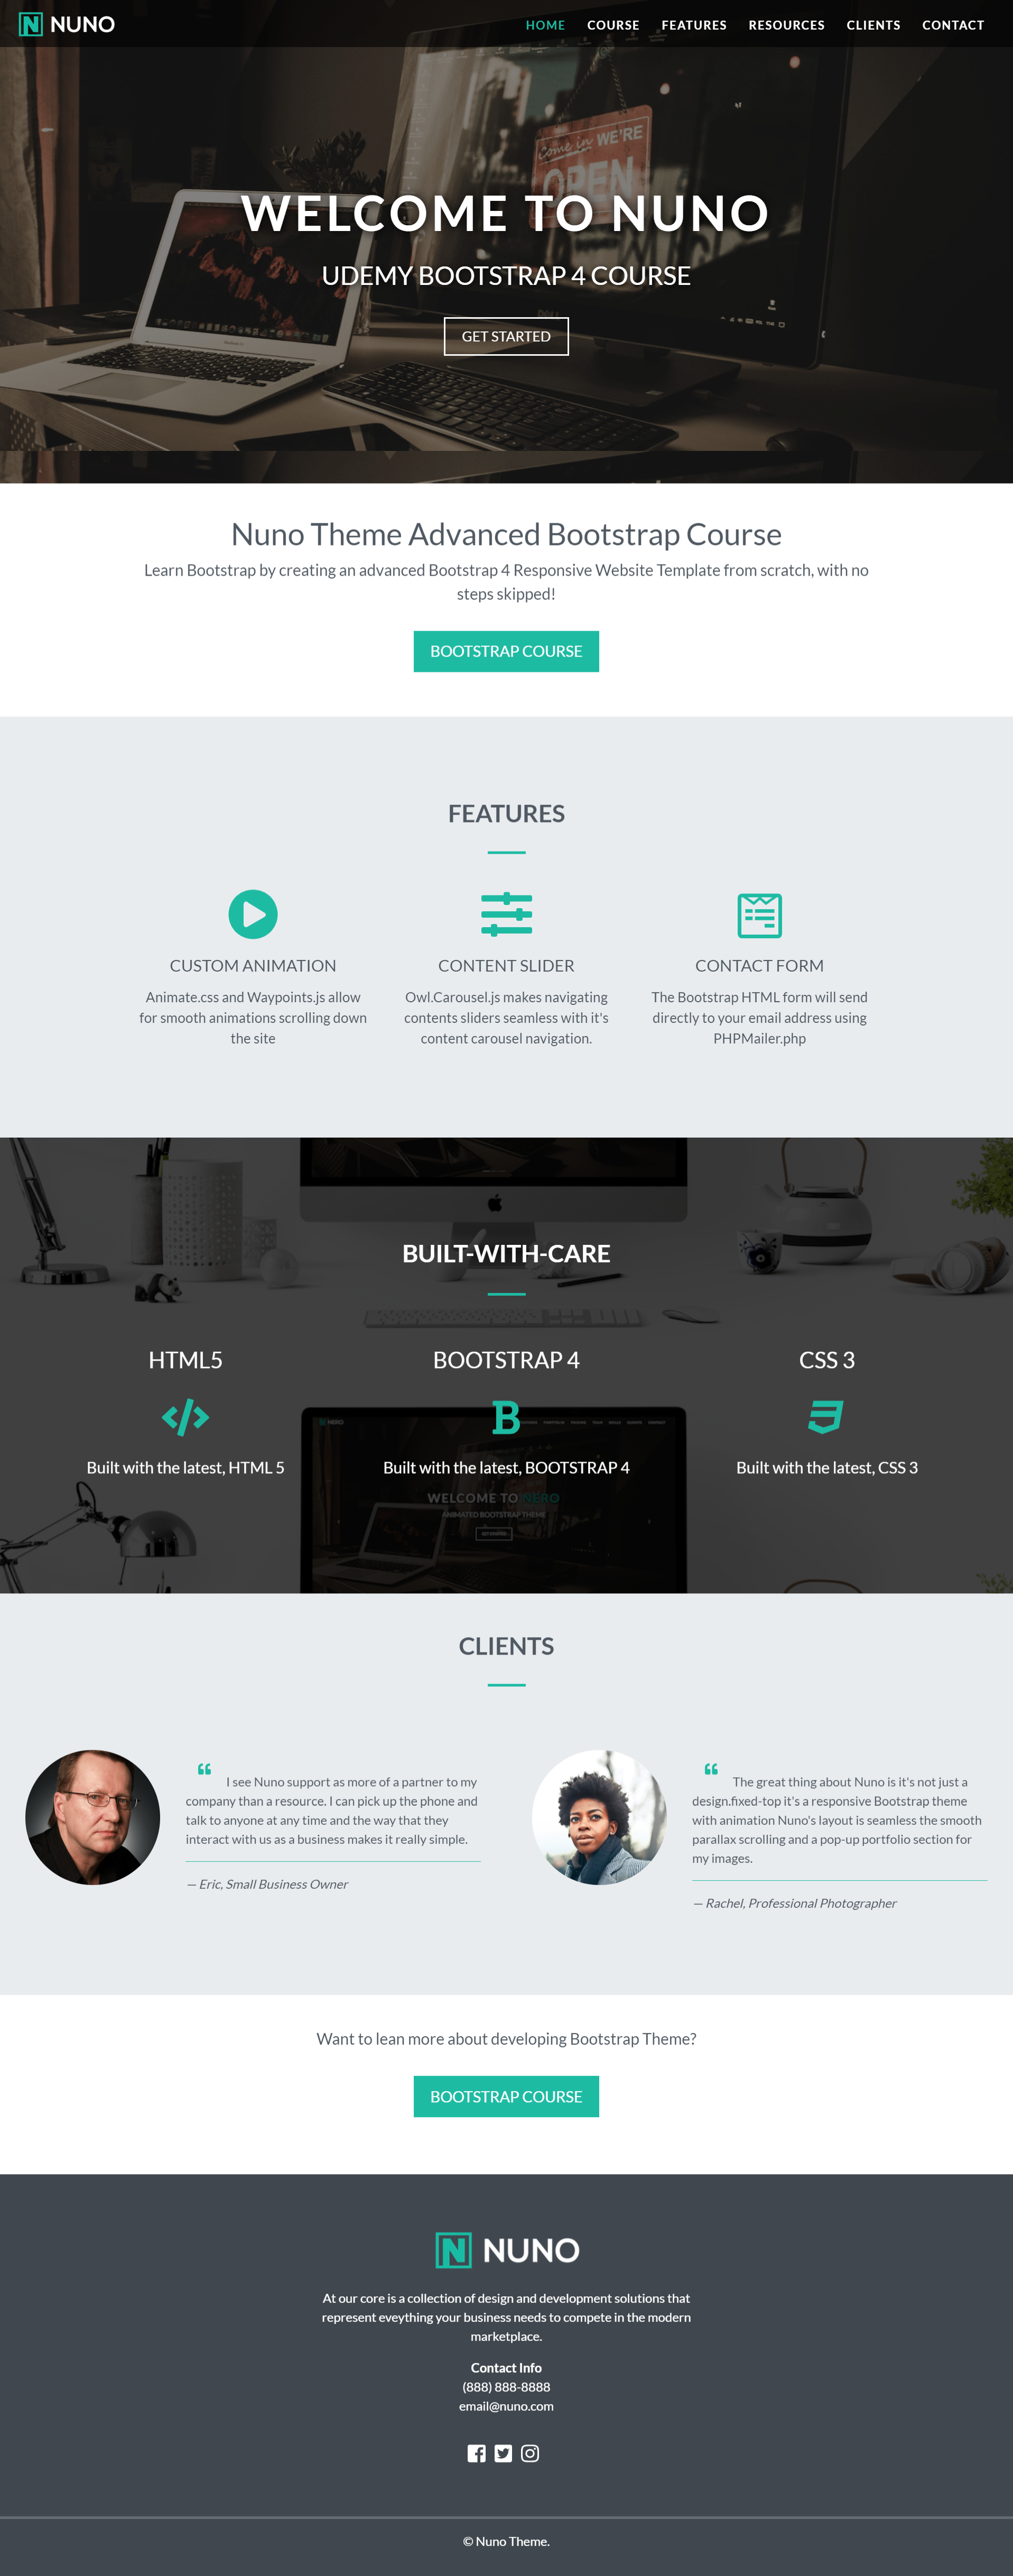 NUNO
HOME COURSE FEATURES RESOURCES CLIENTS CONTACT
come in WE'RE
OPEN
WELCOME TO NUNO
UDEMY BOOTSTRAP 4 COURSE
GET STARTED
Nuno Theme Advanced Bootstrap Course
Learn Bootstrap by creating an advanced Bootstrap 4 Responsive Website Template from scratch, with no
steps skipped!
BOOTSTRAP COURSE
FEATURES
CUSTOM ANIMATION
Animate.css and Waypoints.js allow
for smooth animations scrolling down
the site
CONTENT SLIDER
Owl.Carousel.js makes navigating
contents sliders seamless with it's
content carousel navigation.
CONTACT FORM
The Bootstrap HTML form will send
directly to your email address using
PHPMailer.php
BUILT-WITH-CARE
HTML5
Built with the latest, HTML 5
BOOTSTRAP 4
B
Built with the latest, BOOTSTRAP 4
CSS 3
Built with the latest, CSS 3
WELCOME TO NERO
ANIMATED BOOTSTRAP THEME
GET STARTED
CLIENTS
“ I see Nuno support as more of a partner to my
company than a resource. I can pick up the phone and
talk to anyone at any time and the way that they
interact with us as a business makes it really simple.
— Eric, Small Business Owner
“ The great thing about Nuno is it's not just a
design.fixed-top it's a responsive Bootstrap theme
with animation Nuno's layout is seamless the smooth
parallax scrolling and a pop-up portfolio section for
my images.
— Rachel, Professional Photographer
Want to lean more about developing Bootstrap Theme?
BOOTSTRAP COURSE
NUNO
At our core is a collection of design and development solutions that
represent eveything your business needs to compete in the modern
marketplace.
Contact Info
(888) 888-8888
email@nuno.com
© Nuno Theme.